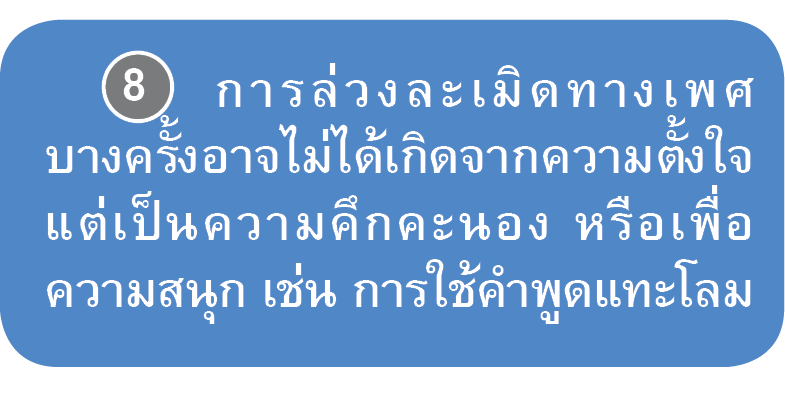 8 การล่วงละเมิดทางเพศ
บางครั้งอาจไม่ได้เกิดจากความตั้งใจ
แต่เป็นความคึกคะนอง หรือเพื่อ
ความสนุก เช่น การใช้คำพูดแทะโลม